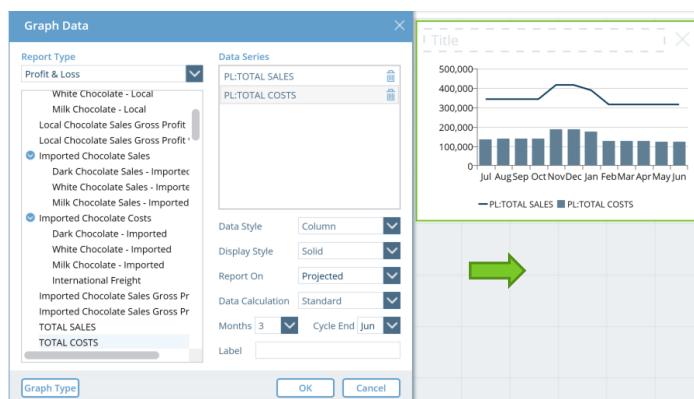 Graph Data
Report Type
Profit & Loss
White Chocolate - Local
Milk Chocolate - Local
Local Chocolate Sales Gross Profit
Local Chocolate Sales Gross Profit
Imported Chocolate Sales
Dark Chocolate Sales - Importec
White Chocolate Sales - Importe
Milk Chocolate Sales - Imported
Imported Chocolate Costs
Dark Chocolate - Imported
White Chocolate - Imported
Milk Chocolate - Imported
International Freight
Imported Chocolate Sales Gross Pr
Imported Chocolate Sales Gross Pr
TOTAL SALES
TOTAL COSTS
Graph Type
Data Series
PL:TOTAL SALES
PL:TOTAL COSTS
Data Style Column
Display Style Solid
Report On Projected
Data Calculation Standard
Months 3 Cycle End Jun
Label
OK Cancel
Title
500,000
400,000
300,000
200,000
100,000
0
Jul Aug Sep Oct Nov Dec Jan Feb Mar Apr May Jun
PL:TOTAL SALES PL:TOTAL COSTS